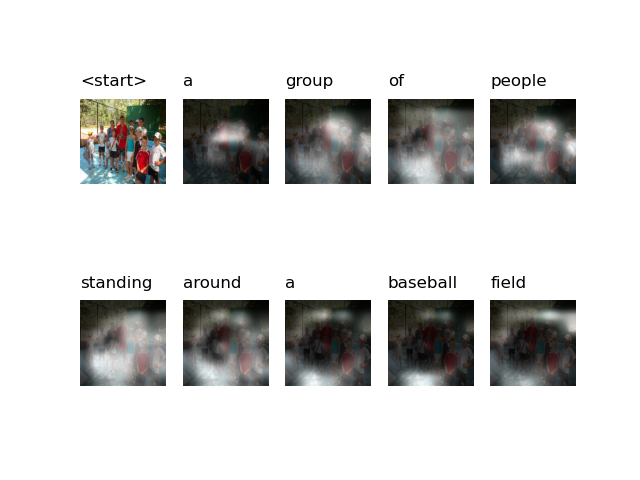 <start> a group of people
standing around a baseball field